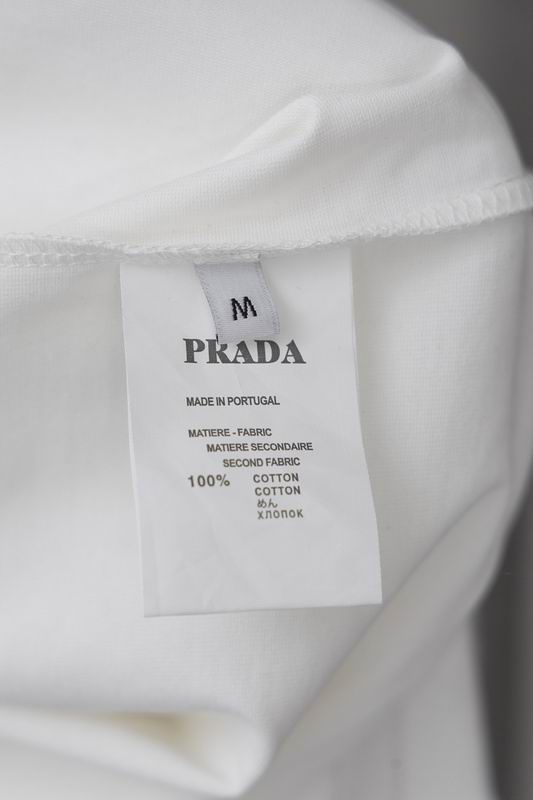 M
PRADA
MADE IN PORTUGAL
MATIERE - FABRIC
MATIERE SECONDAIRE
SECOND FABRIC
100% COTTON
COTTON
めん
ХЛОПОК